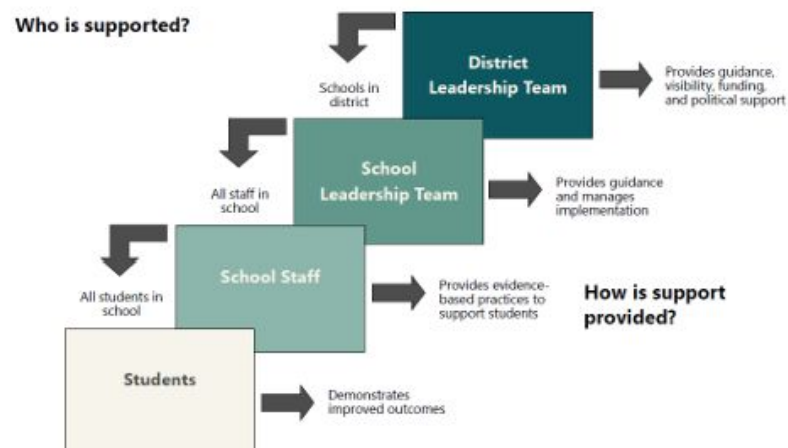 Who is supported?
District
Leadership Team
Schools in
district
Provides guidance,
visibility, funding,
and political support
School
Leadership Team
All staff in
school
Provides guidance
and manages
implementation
School Staff
All students in
school
Provides evidence-
based practices to
support students
How is support
provided?
Students
Demonstrates
improved outcomes